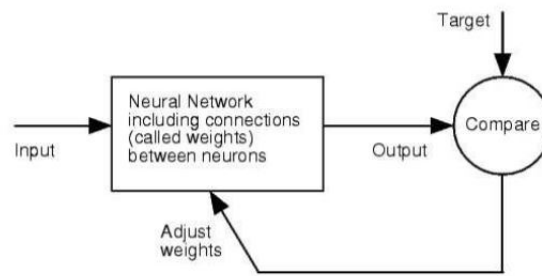 Target
Neural Network
including connections
(called weights)
between neurons
Compare
Input
Output
Adjust
weights